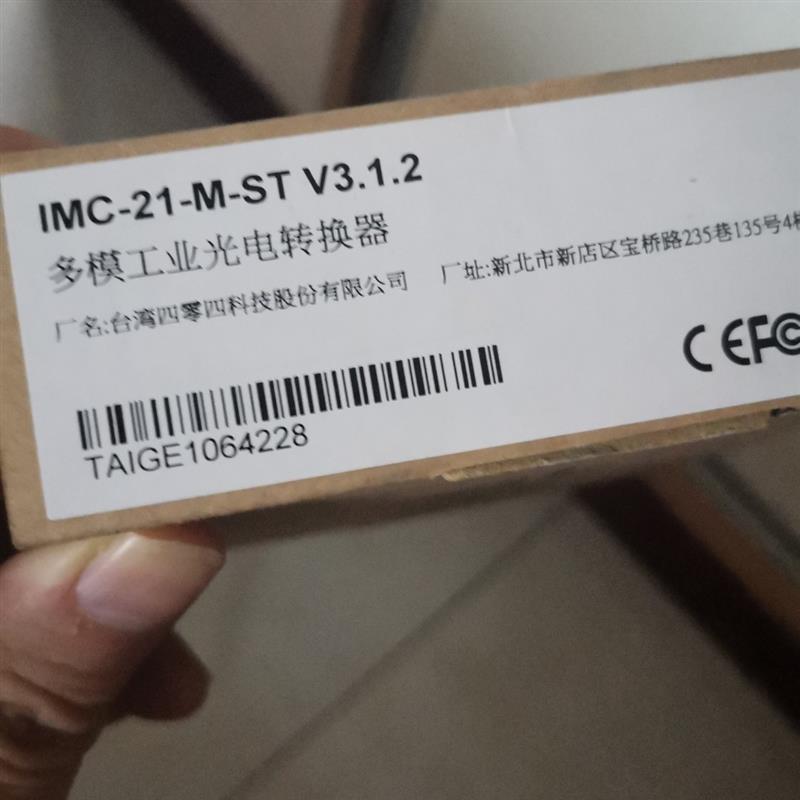 IMC-21-M-ST V3.1.2
多模工业光电转换器
厂名:台湾四零四科技股份有限公司 厂址:新北市新店区宝桥路235巷135号4
CE FC
TAIGE1064228